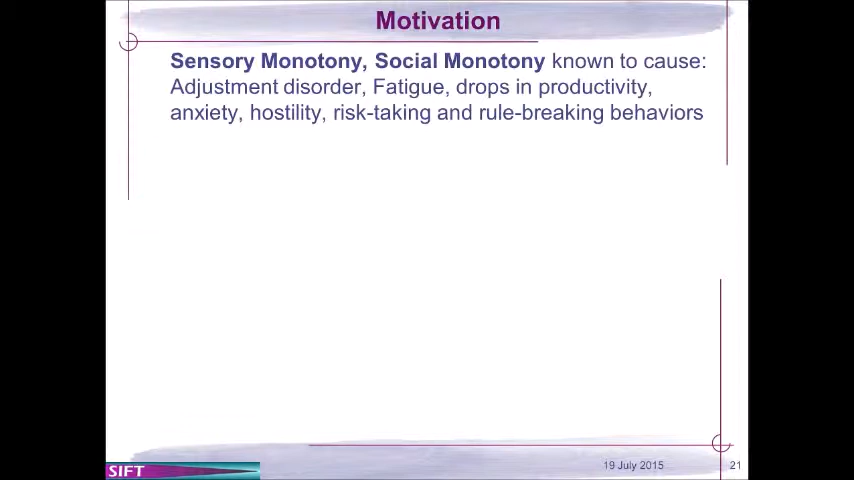 Motivation
Sensory Monotony, Social Monotony known to cause:
Adjustment disorder, Fatigue, drops in productivity,
anxiety, hostility, risk-taking and rule-breaking behaviors
SIFT
19 July 2015
21